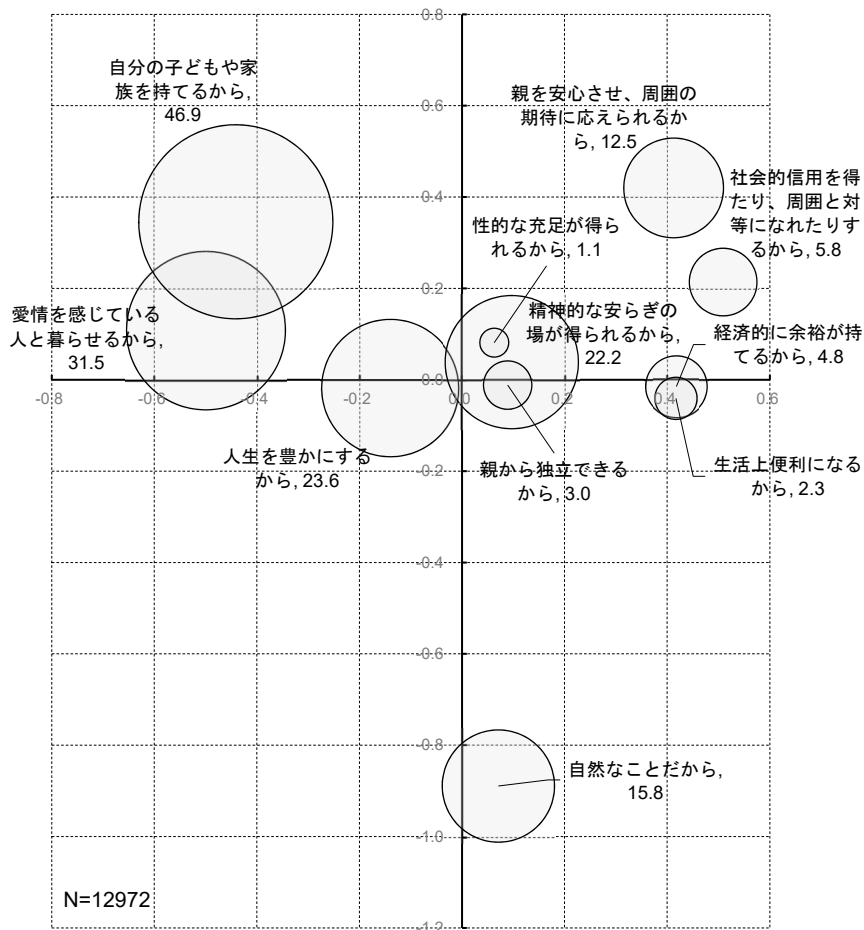 0.8
自分の子どもや家
族を持てるから,
46.9
親を安心させ、周囲の
期待に応えられるか
ら, 12.5
0.6
社会的信用を得
たり、周囲と対
等になれたりす
るから, 5.8
0.4
性的な充足が得ら
れるから, 1.1
0.2
愛情を感じている
人と暮らせるから,
31.5
精神的な安らぎの
場が得られるから,
22.2
経済的に余裕が持
てるから, 4.8
0.0
-0.8
-0.6
-0.4
-0.2
0.0
0.2
0.4
0.6
人生を豊かにする
から, 23.6
-0.2
親から独立できる
から, 3.0
生活上便利になる
から, 2.3
-0.4
-0.6
-0.8
自然なことだから,
15.8
-1.0
N=12972
-1.2